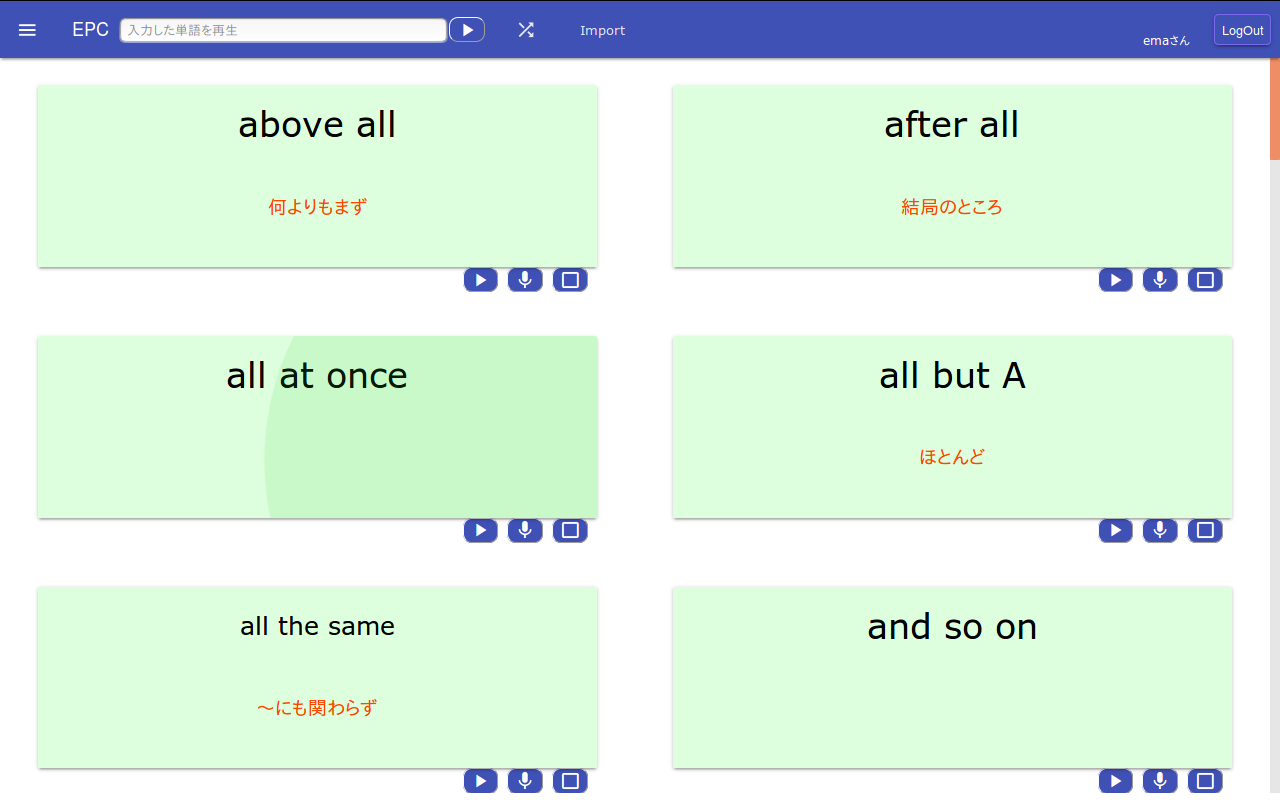 EPC
入力した単語を再生
Import
emaさん
LogOut
above all
何よりもまず
after all
結局のところ
all at once
all but A
ほとんど
all the same
～にも関わらず
and so on